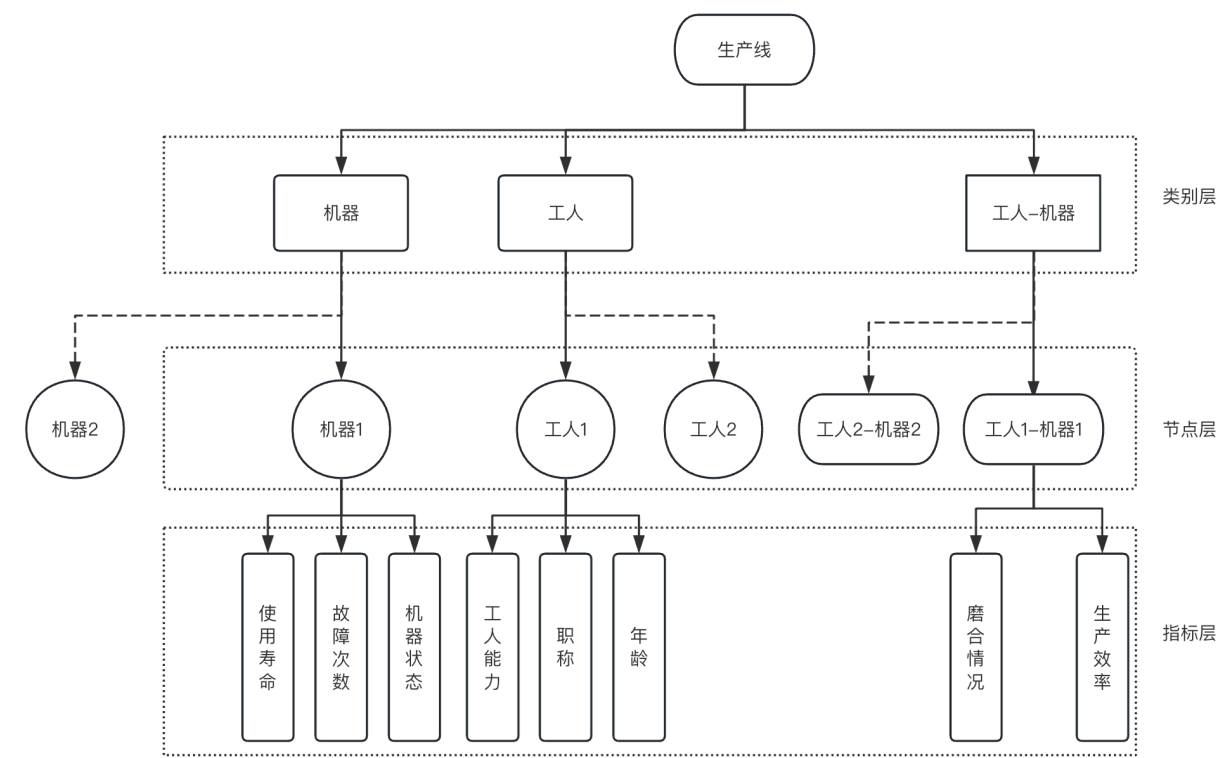 生产线
机器
工人
工人-机器
类别层
机器2
机器1
工人1
工人2
工人2-机器2
工人1-机器1
节点层
使用寿命
故障次数
机器状态
工人能力
职称
年龄
磨合情况
生产效率
指标层